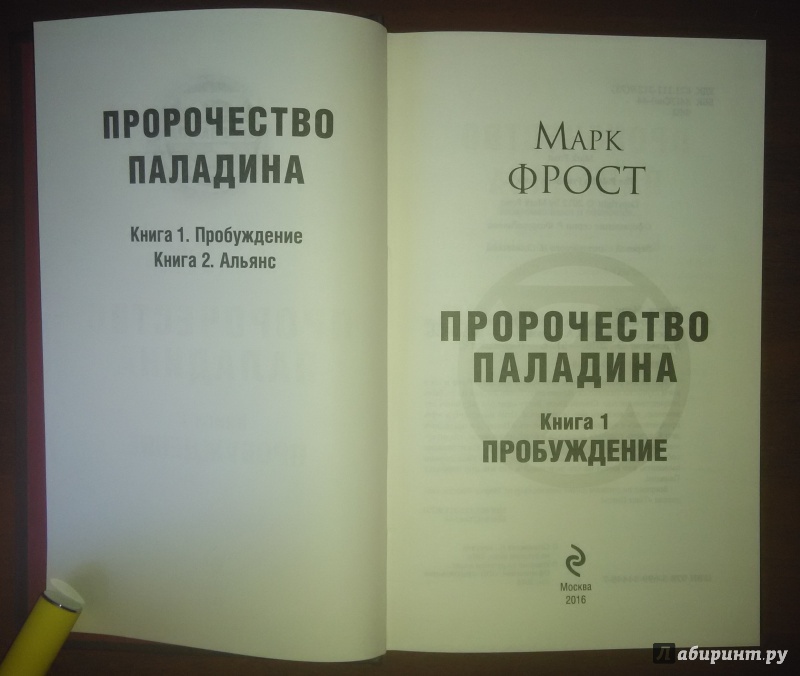 ПРОРОЧЕСТВО
ПАЛАДИНА
Книга 1. Пробуждение
Книга 2. Альянс
МАРК
ФРОСТ
ПРОРОЧЕСТВО
ПАЛАДИНА
Книга 1
ПРОБУЖДЕНИЕ
Москва
2016
Лабиринт.ру